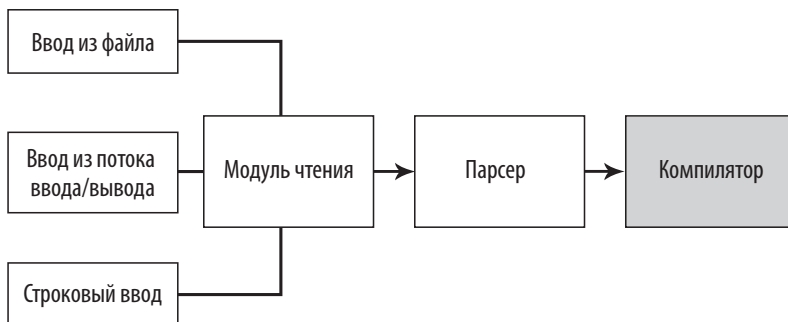 Ввод из файла
Ввод из потока
ввода/вывода
Строковый ввод
Модуль чтения
Парсер
Компилятор